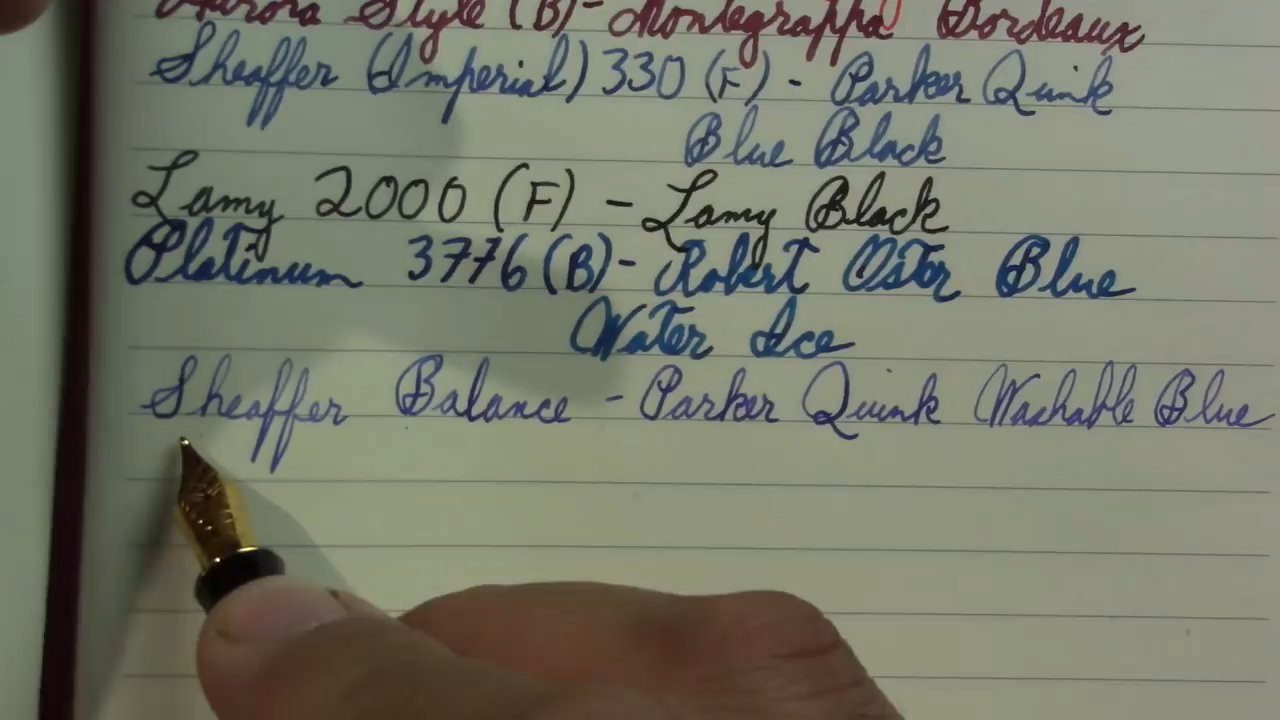 Aurora Style (B) - Montegrappa Bordeaux
Sheaffer (Imperial) 330 (F) - Parker Quink
Blue Black
Lamy 2000 (F) - Lamy Black
Platinum 3776 (B) - Robert Oster Blue
Water Ice
Sheaffer Balance - Parker Quink Washable Blue